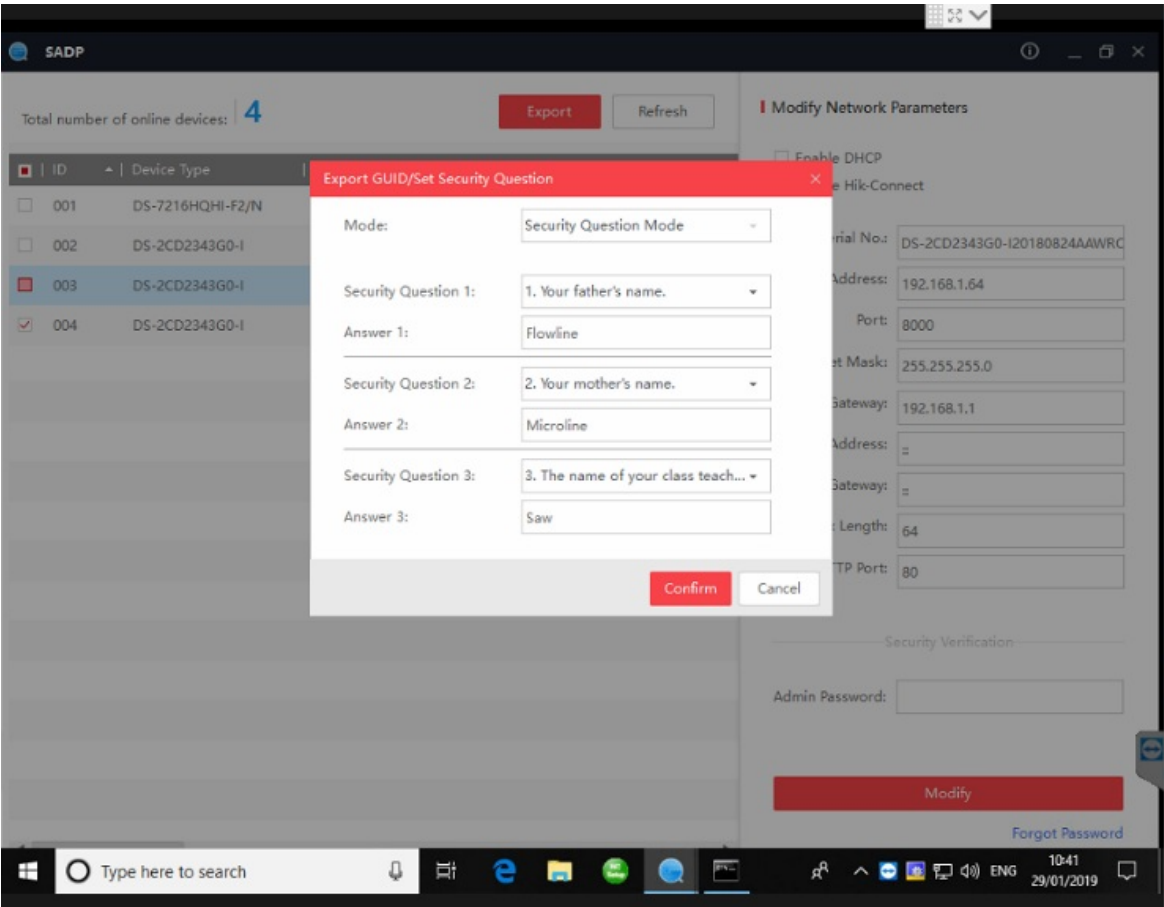 SADP
Total number of online devices: 4
Export
Refresh
ID
Device Type
001 DS-7216HQHI-F2/N
002 DS-2CD2343G0-I
003 DS-2CD2343G0-I
004 DS-2CD2343G0-I
Export GUID/Set Security Question
Mode: Security Question Mode
Security Question 1: 1. Your father's name.
Answer 1: Flowline
Security Question 2: 2. Your mother's name.
Answer 2: Microline
Security Question 3: 3. The name of your class teach...
Answer 3: Saw
Confirm
Cancel
Modify Network Parameters
Enable DHCP
e Hik-Connect
rial No.: DS-2CD2343G0-I20180824AAWRC
Address: 192.168.1.64
Port: 8000
et Mask: 255.255.255.0
Gateway: 192.168.1.1
Address:
Gateway:
Length: 64
TP Port: 80
Security Verification
Admin Password:
Modify
Forgot Password
Type here to search
ENG
10:41
29/01/2019